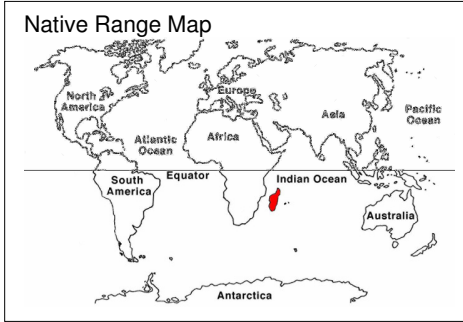 Native Range Map
North
America
Europe
Asia
Pacific
Ocean
Atlantic
Ocean
Africa
Equator
Indian Ocean
South
America
Australia
Antarctica